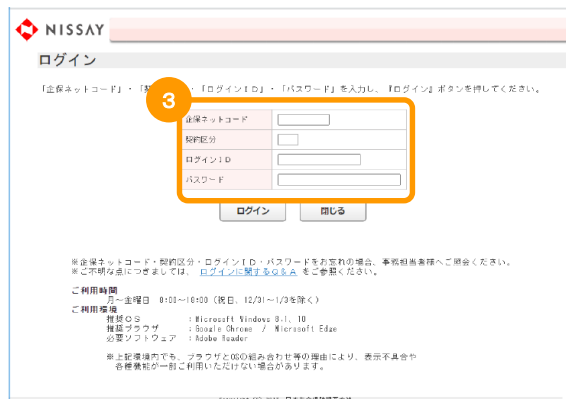 NISSAY
ログイン
「企保ネットコード」・「契 ・「ログインID」・「パスワード」を入力し、『ログイン』ボタンを押してください。
3
企保ネットコード
契約区分
ログインID
パスワード
ログイン 閉じる
※企保ネットコード・契約区分・ログインID・パスワードをお忘れの場合、事務担当者様へご照会ください。
※ご不明な点につきましては、ログインに関するQ&A をご参照ください。
ご利用時間
月~金曜日 8:00~18:00 (祝日、12/31~1/3を除く)
ご利用環境
推奨OS :Microsoft Windows 8.1、10
推奨ブラウザ :Google Chrome / Microsoft Edge
必要ソフトウェア :Adobe Reader
※上記環境内でも、ブラウザとOSの組み合わせ等の理由により、表示不具合や
各種機能が一部ご利用いただけない場合があります。